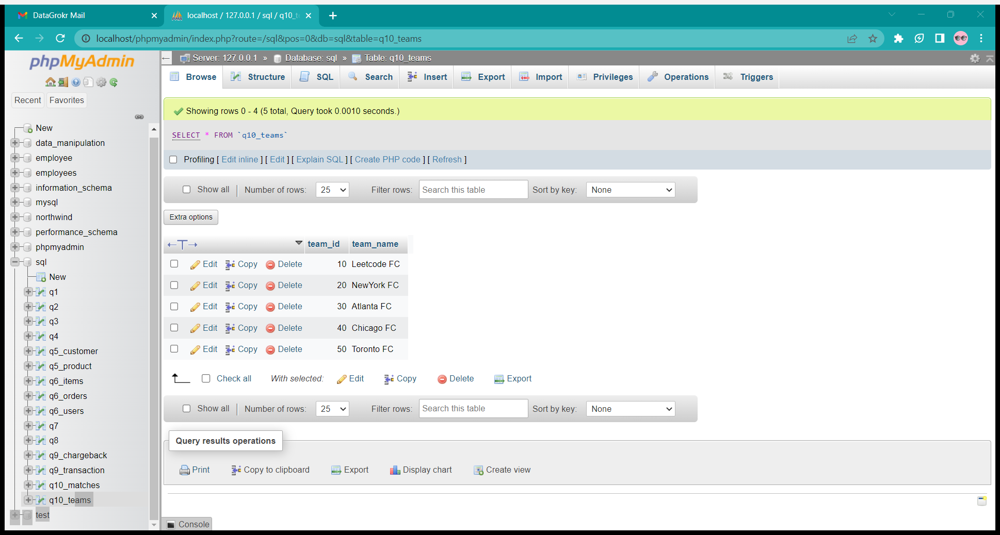 DataGrokr Mail
localhost / 127.0.0.1 / sql / q10_t
localhost/phpmyadmin/index.php?route=/sql&pos=0&db=sql&table=q10_teams
phpMyAdmin
Recent Favorites
New
data_manipulation
employee
employees
information_schema
mysql
northwind
performance_schema
phpmyadmin
sql
New
q1
q2
q3
q4
q5_customer
q5_product
q6_items
q6_orders
q6_users
q7
q8
q9_chargeback
q9_transaction
q10_matches
q10_teams
test
Server: 127.0.0.1 » Database: sql » Table: q10_teams
Browse Structure SQL Search Insert Export Import Privileges Operations Triggers
Showing rows 0 - 4 (5 total, Query took 0.0010 seconds.)
SELECT * FROM `q10_teams`
Profiling [ Edit inline ] [ Edit ] [ Explain SQL ] [ Create PHP code ] [ Refresh ]
Show all | Number of rows: 25 Filter rows: Search this table Sort by key: None
Extra options
team_id team_name
Edit Copy Delete 10 Leetcode FC
Edit Copy Delete 20 NewYork FC
Edit Copy Delete 30 Atlanta FC
Edit Copy Delete 40 Chicago FC
Edit Copy Delete 50 Toronto FC
Check all With selected: Edit Copy Delete Export
Show all | Number of rows: 25 Filter rows: Search this table Sort by key: None
Query results operations
Print Copy to clipboard Export Display chart Create view
Console